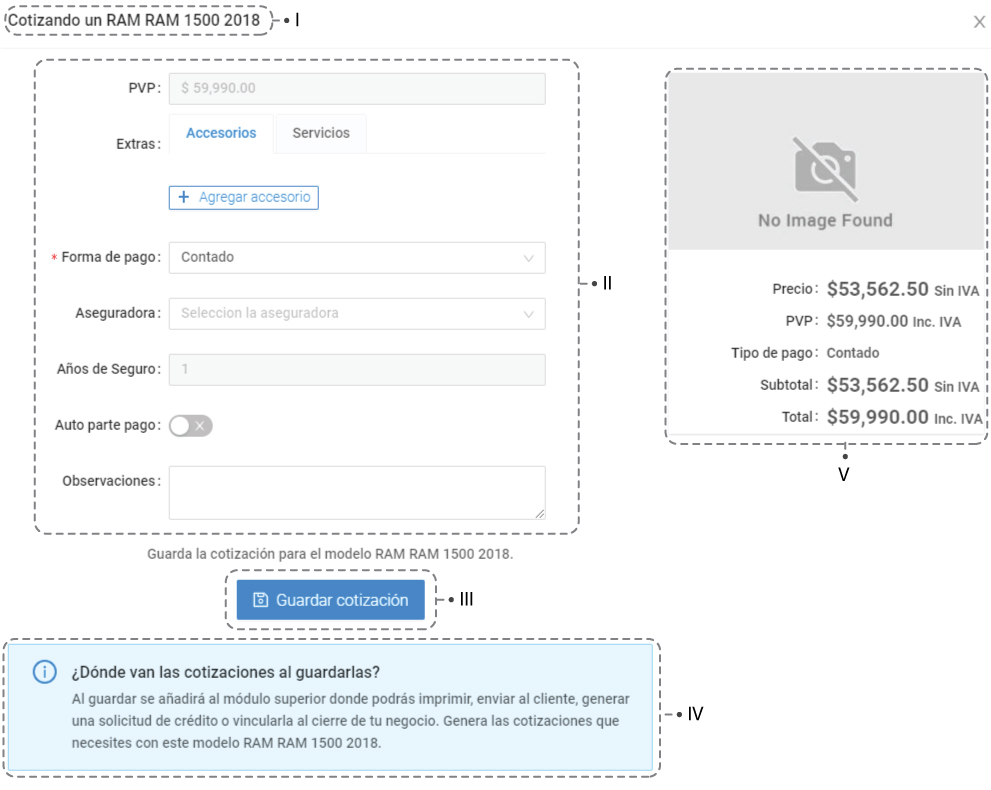 Cotizando un RAM RAM 1500 2018
I
X
PVP:
$ 59,990.00
Extras:
Accesorios
Servicios
+ Agregar accesorio
* Forma de pago:
Contado
Aseguradora:
Seleccion la aseguradora
Años de Seguro:
1
Auto parte pago:
Observaciones:
II
Guarda la cotización para el modelo RAM RAM 1500 2018.
Guardar cotización
III
¿Dónde van las cotizaciones al guardarlas?
Al guardar se añadirá al módulo superior donde podrás imprimir, enviar al cliente, generar
una solicitud de crédito o vincularla al cierre de tu negocio. Genera las cotizaciones que
necesites con este modelo RAM RAM 1500 2018.
IV
No Image Found
Precio: $53,562.50 Sin IVA
PVP: $59,990.00 Inc. IVA
Tipo de pago: Contado
Subtotal: $53,562.50 Sin IVA
Total: $59,990.00 Inc. IVA
V